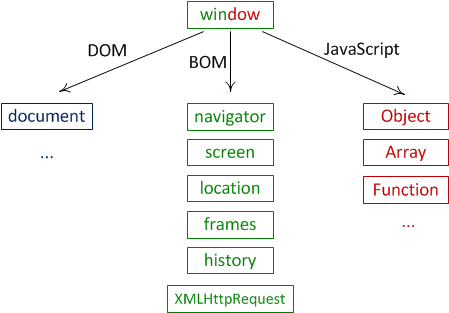 window
DOM
BOM
JavaScript
document
...
navigator
screen
location
frames
history
XMLHttpRequest
Object
Array
Function
...